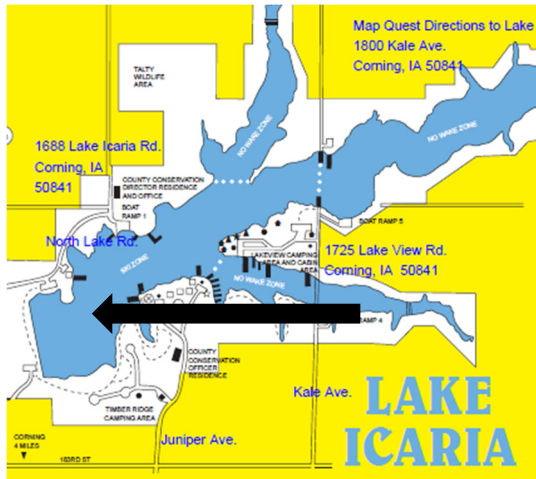 Map Quest Directions to Lake
1800 Kale Ave.
Corning, IA 50841
TALTY
WILDLIFE
AREA
NO WAKE ZONE
NO WAKE ZONE
1688 Lake Icaria Rd.
Corning, IA
50841
COUNTY CONSERVATION
DIRECTOR RESIDENCE
AND OFFICE
BOAT
RAMP 1
BOAT RAMP 5
North Lake Rd.
SKI ZONE
LAKEVIEW CAMPING
AREA AND CABIN
AREA
1725 Lake View Rd.
Corning, IA 50841
NO WAKE ZONE
RAMP 4
COUNTY
CONSERVATION
OFFICER
RESIDENCE
Kale Ave.
TIMBER RIDGE
CAMPING AREA
LAKE
ICARIA
CORNING
4 MILES
Juniper Ave.
183RD ST